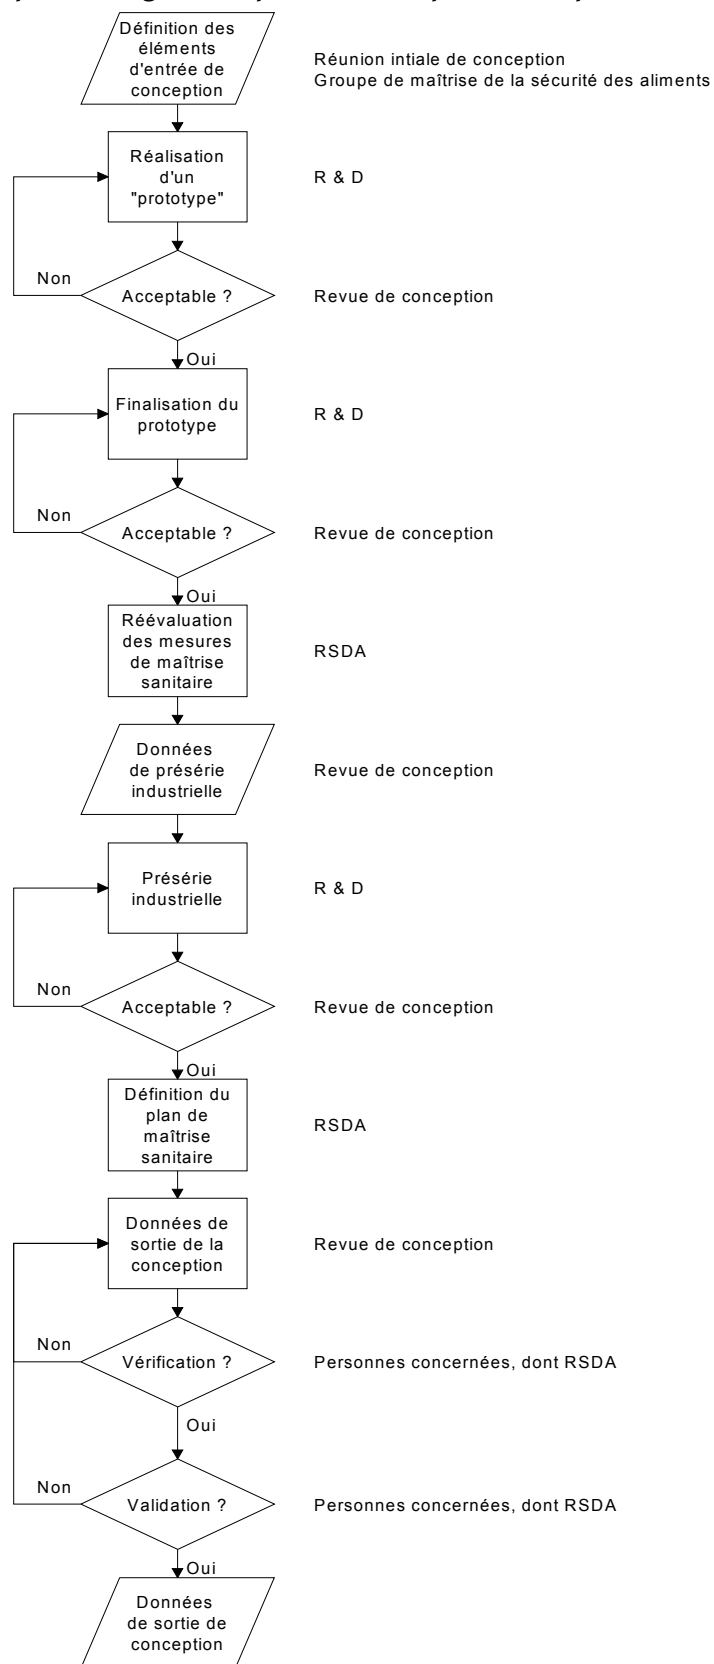 Définition des
éléments
d'entrée de
conception
Réunion intiale de conception
Groupe de maîtrise de la sécurité des aliments
Réalisation
d'un
"prototype"
R & D
Non
Acceptable ?
Revue de conception
Oui
Finalisation du
prototype
R & D
Non
Acceptable ?
Revue de conception
Oui
Réévaluation
des mesures
de maîtrise
sanitaire
RSDA
Données
de présérie
industrielle
Revue de conception
Présérie
industrielle
R & D
Non
Acceptable ?
Revue de conception
Oui
Définition du
plan de
maîtrise
sanitaire
RSDA
Données de
sortie de la
conception
Revue de conception
Non
Vérification ?
Personnes concernées, dont RSDA
Oui
Non
Validation ?
Personnes concernées, dont RSDA
Oui
Données
de sortie de
conception